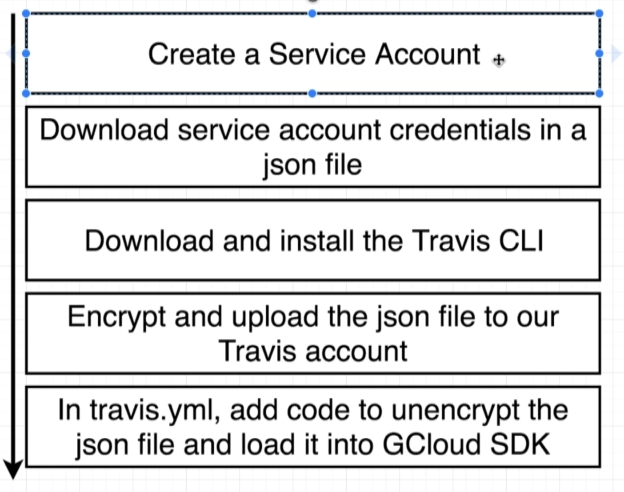 Create a Service Account
Download service account credentials in a
json file
Download and install the Travis CLI
Encrypt and upload the json file to our
Travis account
In travis.yml, add code to unencrypt the
json file and load it into GCloud SDK